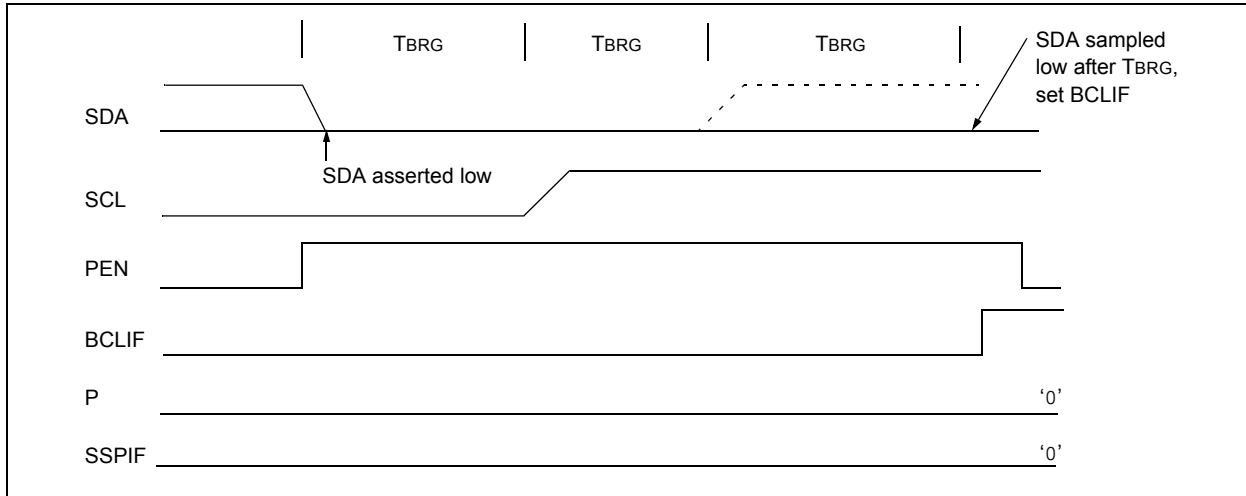 TBRG TBRG TBRG
SDA sampled
low after TBRG,
set BCLIF
SDA
SDA asserted low
SCL
PEN
BCLIF
P
‘0’
SSPIF
‘0’